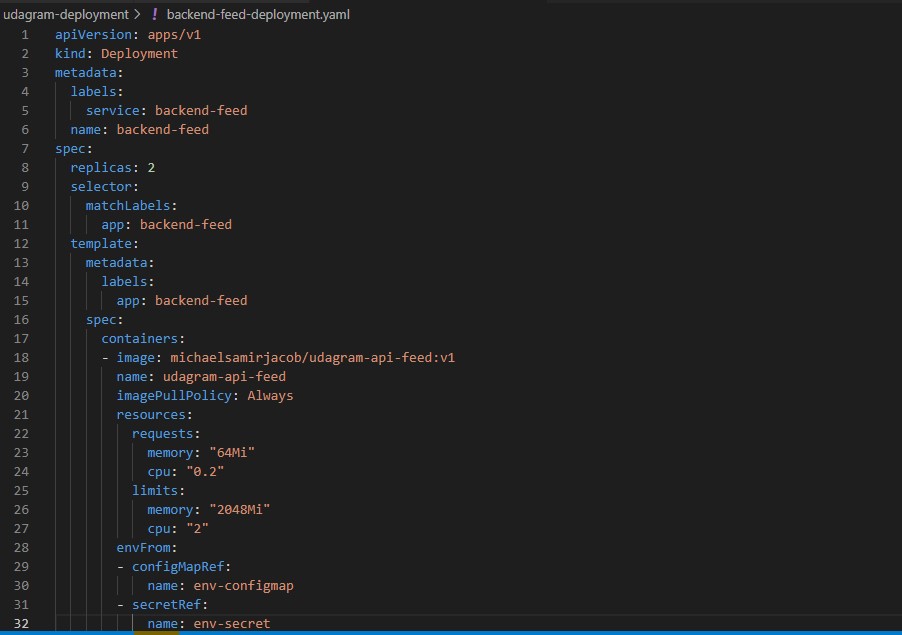 udagram-deployment > ! backend-feed-deployment.yaml
1 apiVersion: apps/v1
2 kind: Deployment
3 metadata:
4 labels:
5 service: backend-feed
6 name: backend-feed
7 spec:
8 replicas: 2
9 selector:
10 matchLabels:
11 app: backend-feed
12 template:
13 metadata:
14 labels:
15 app: backend-feed
16 spec:
17 containers:
18 - image: michaelsamirjacob/udagram-api-feed:v1
19 name: udagram-api-feed
20 imagePullPolicy: Always
21 resources:
22 requests:
23 memory: "64Mi"
24 cpu: "0.2"
25 limits:
26 memory: "2048Mi"
27 cpu: "2"
28 envFrom:
29 - configMapRef:
30 name: env-configmap
31 - secretRef:
32 name: env-secret